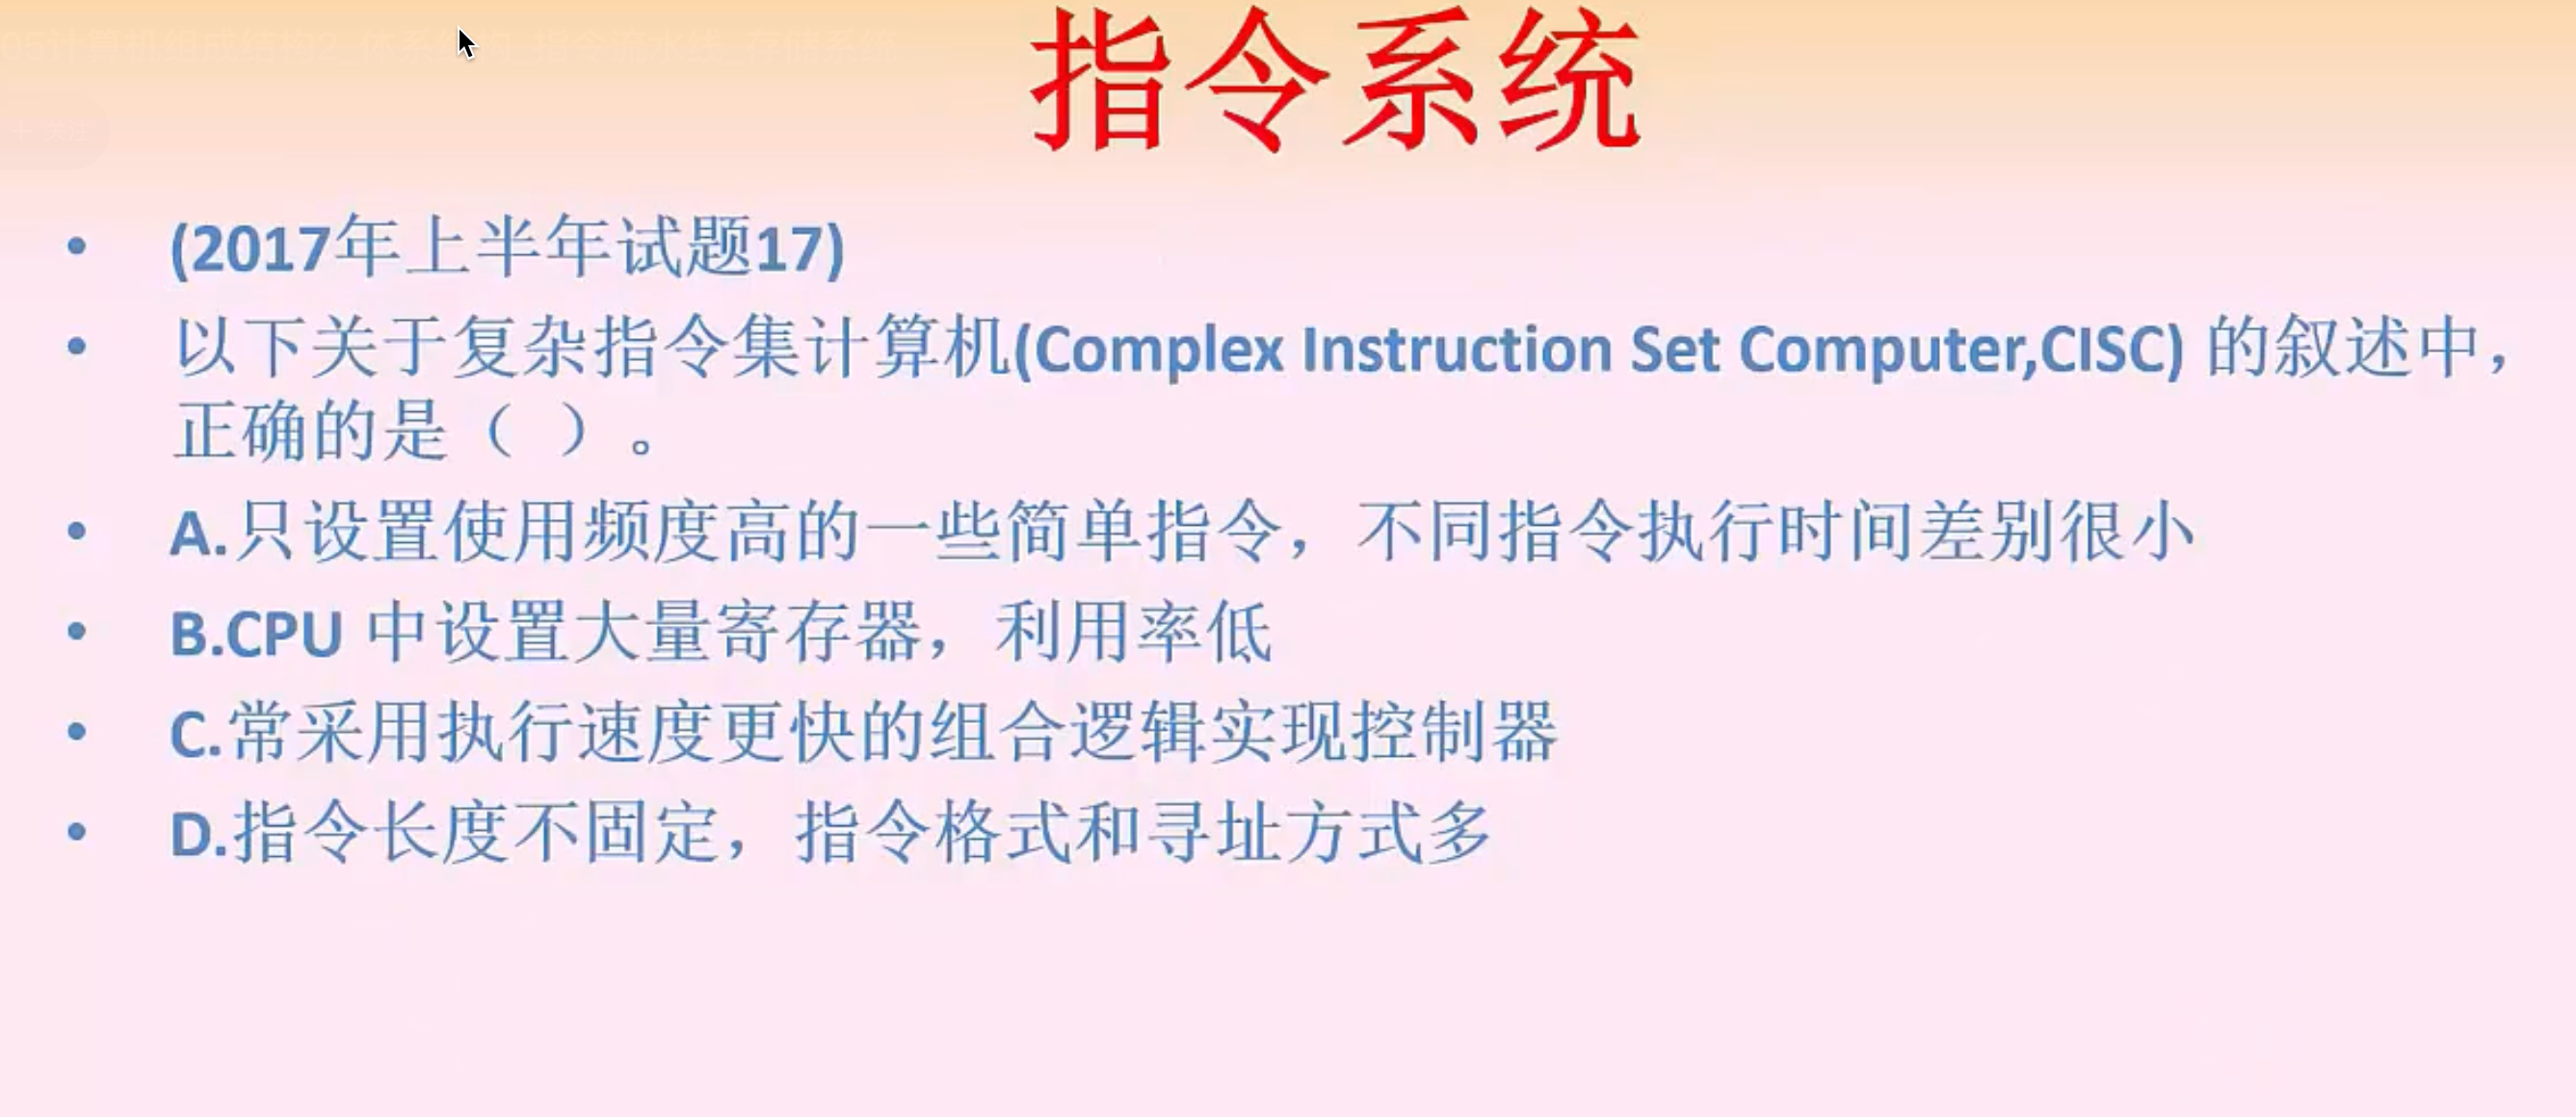 指令系统
(2017年上半年试题17)
以下关于复杂指令集计算机(Complex Instruction Set Computer,CISC) 的叙述中，
正确的是（ ）。
A.只设置使用频度高的一些简单指令，不同指令执行时间差别很小
B.CPU 中设置大量寄存器，利用率低
C.常采用执行速度更快的组合逻辑实现控制器
D.指令长度不固定，指令格式和寻址方式多